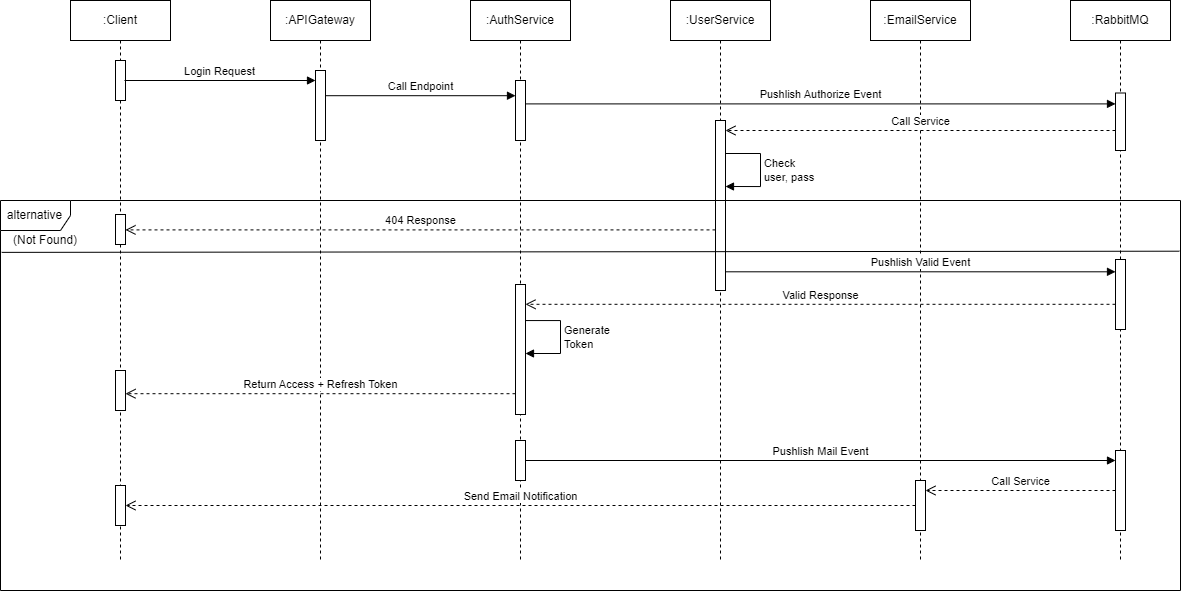 :Client
:APIGateway
:AuthService
:UserService
:EmailService
:RabbitMQ
Login Request
Call Endpoint
Pushlish Authorize Event
Call Service
Check
user, pass
alternative
404 Response
(Not Found)
Pushlish Valid Event
Valid Response
Generate
Token
Return Access + Refresh Token
Pushlish Mail Event
Call Service
Send Email Notification